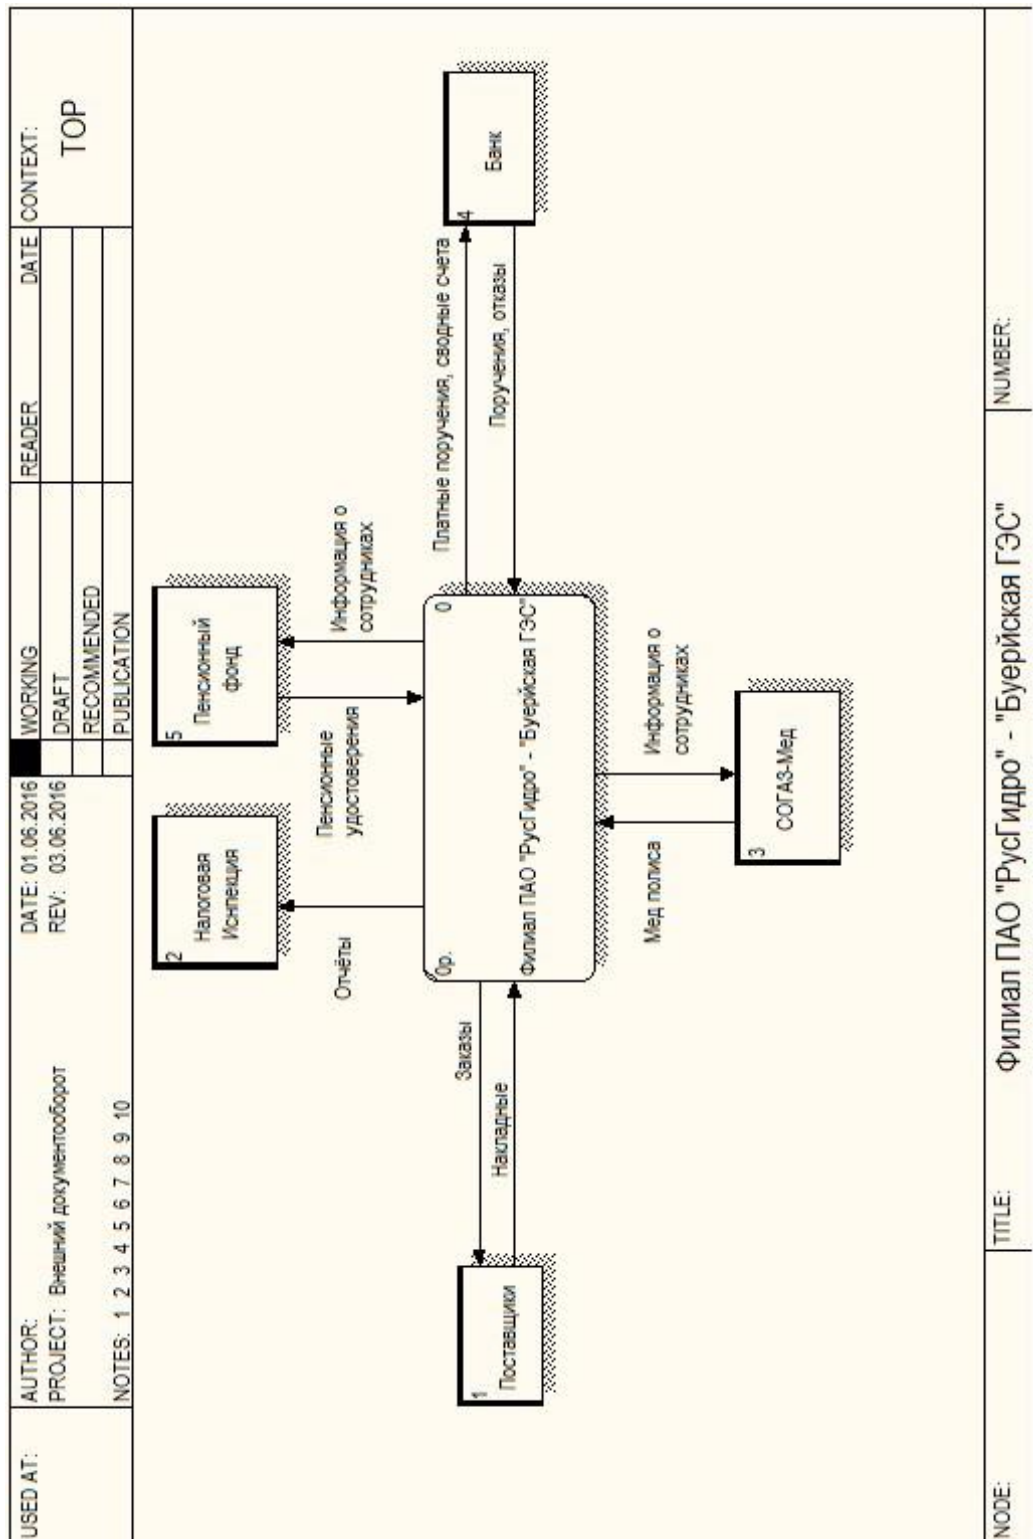 USED AT:
AUTHOR:
DATE: 01.06.2016
WORKING
READER
DATE
CONTEXT:
PROJECT: Внешний документооборот
REV: 03.06.2016
DRAFT
RECOMMENDED
TOP
NOTES: 1 2 3 4 5 6 7 8 9 10
PUBLICATION
2
Налоговая
Иснпекция
5
Пенсионный
фонд
Отчёты
Пенсионные
удостоверения
Информация о
сотрудниках
1
Поставщики
Заказы
Накладные
0р.
0
Филиал ПАО "РусГидро" - "Буерйская ГЭС"
Платные поручения, сводные счета
Поручения, отказы
4
Банк
Мед полиса
Информация о
сотрудниках
3
СОГАЗ-Мед
NODE:
TITLE:
Филиал ПАО "РусГидро" - "Буерйская ГЭС"
NUMBER: